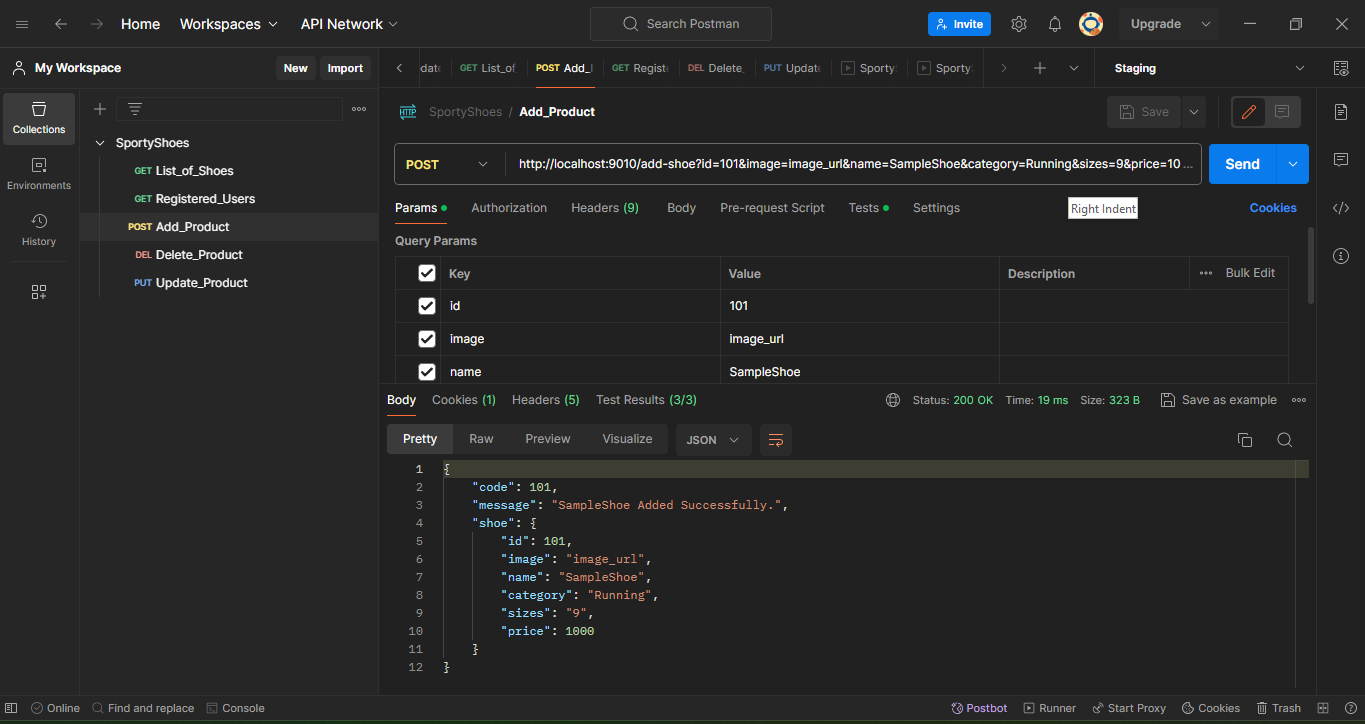 Home Workspaces API Network Search Postman Invite Upgrade
My Workspace New Import GET List_of POST Add_ GET Regist DEL Delete_ PUT Updat Sporty Sporty Staging
SportyShoes / Add_Product Save
Collections
Environments
History
SportyShoes
GET List_of_Shoes
GET Registered_Users
POST Add_Product
DEL Delete_Product
PUT Update_Product
POST http://localhost:9010/add-shoe?id=101&image=image_url&name=SampleShoe&category=Running&sizes=9&price=10 ... Send
Params Authorization Headers (9) Body Pre-request Script Tests Settings Right Indent Cookies
Query Params
Key Value Description Bulk Edit
id 101
image image_url
name SampleShoe
Body Cookies (1) Headers (5) Test Results (3/3) Status: 200 OK Time: 19 ms Size: 323 B Save as example
Pretty Raw Preview Visualize JSON
1 {
2 "code": 101,
3 "message": "SampleShoe Added Successfully.",
4 "shoe": {
5 "id": 101,
6 "image": "image_url",
7 "name": "SampleShoe",
8 "category": "Running",
9 "sizes": "9",
10 "price": 1000
11 }
12 }
Online Find and replace Console Postbot Runner Start Proxy Cookies Trash